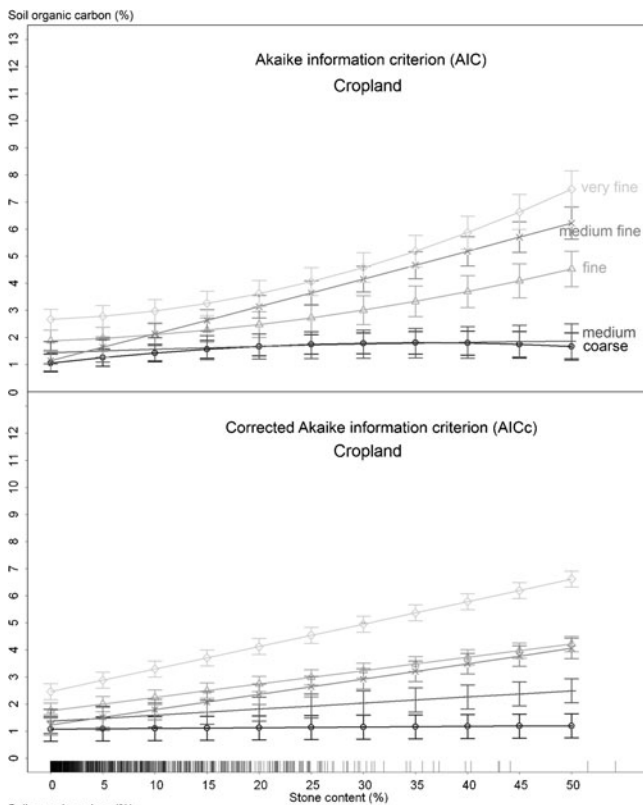 Soil organic carbon (%)
Akaike information criterion (AIC)
Cropland
13
12
11
10
9
8
7
6
5
4
3
2
1
0
very fine
medium fine
fine
medium
coarse
Corrected Akaike information criterion (AICc)
Cropland
12
11
10
9
8
7
6
5
4
3
2
1
0
0 5 10 15 20 25 30 35 40 45 50
Stone content (%)